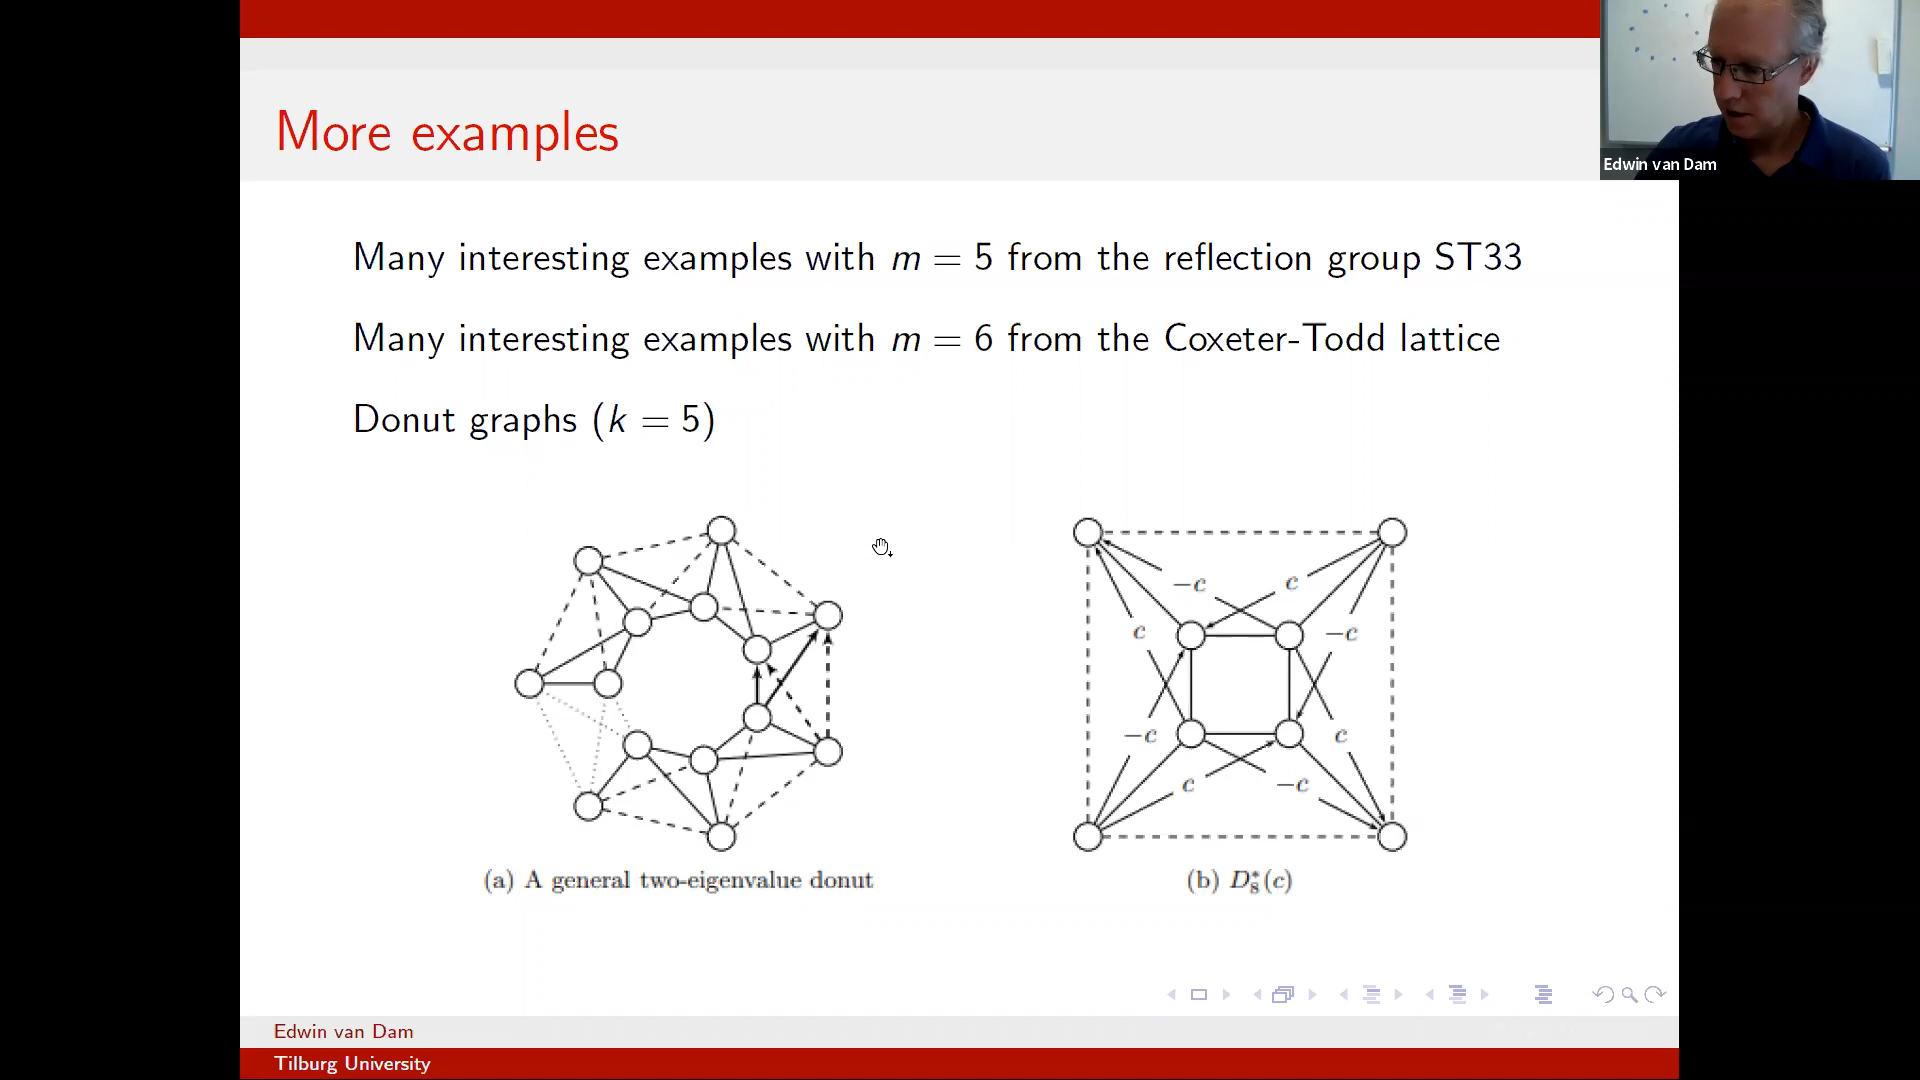 More examples
Edwin van Dam
Many interesting examples with m = 5 from the reflection group ST33
Many interesting examples with m = 6 from the Coxeter-Todd lattice
Donut graphs (k = 5)
−c
c
c
−c
−c
c
c
−c
(a) A general two-eigenvalue donut
(b) D*8(c)
Edwin van Dam
Tilburg University